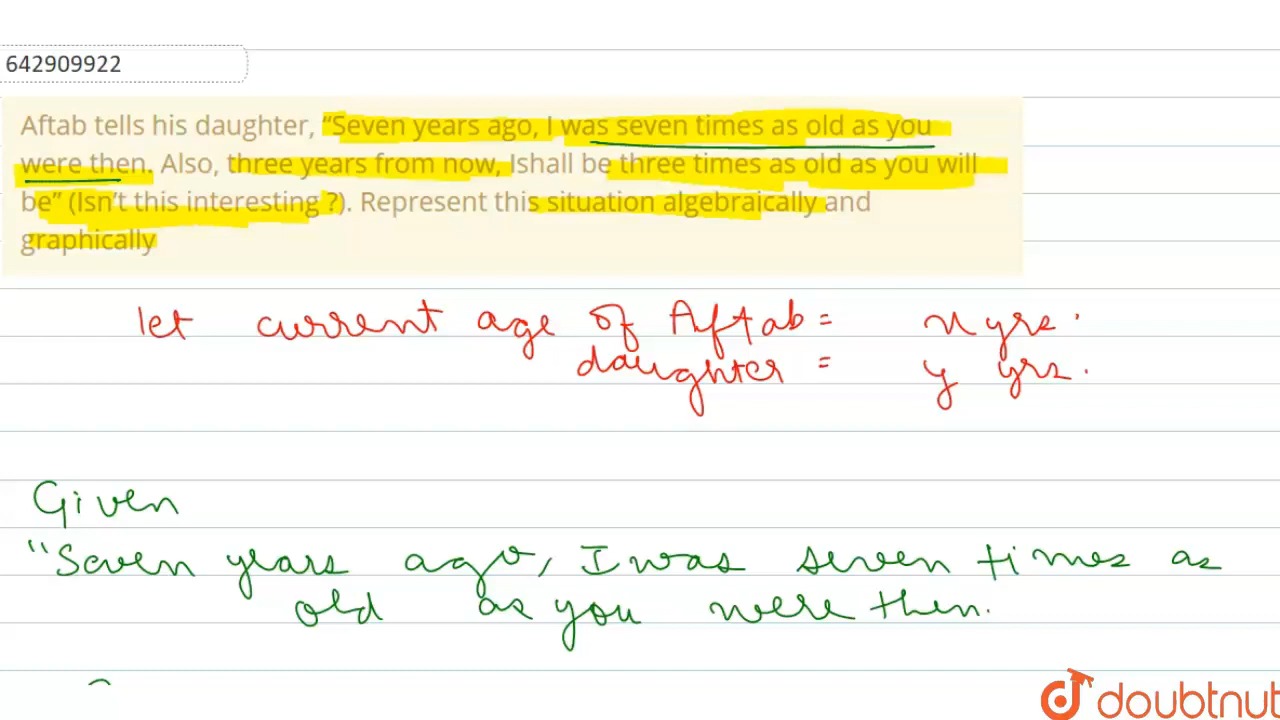 642909922
Aftab tells his daughter, “Seven years ago, I was seven times as old as you
were then. Also, three years from now, Ishall be three times as old as you will
be” (Isn’t this interesting ?). Represent this situation algebraically and
graphically
let current age of Aftab = x yrs.
daughter = y yrs.
Given
"Seven years ago, I was seven times as
old as you were then.
doubtnut